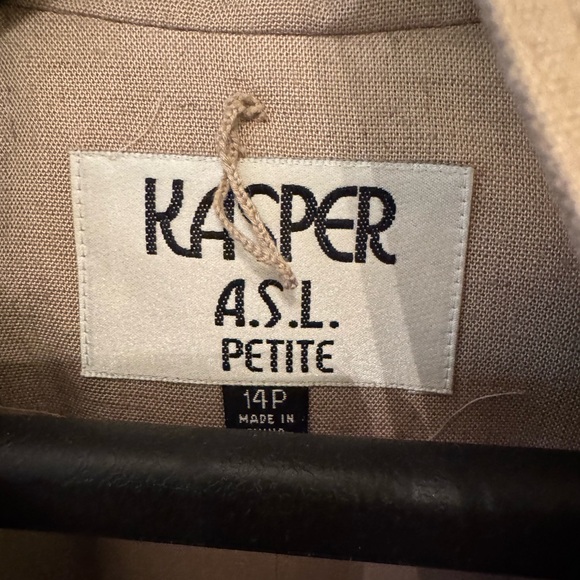 KASPER
A.S.L.
PETITE
14P
MADE IN